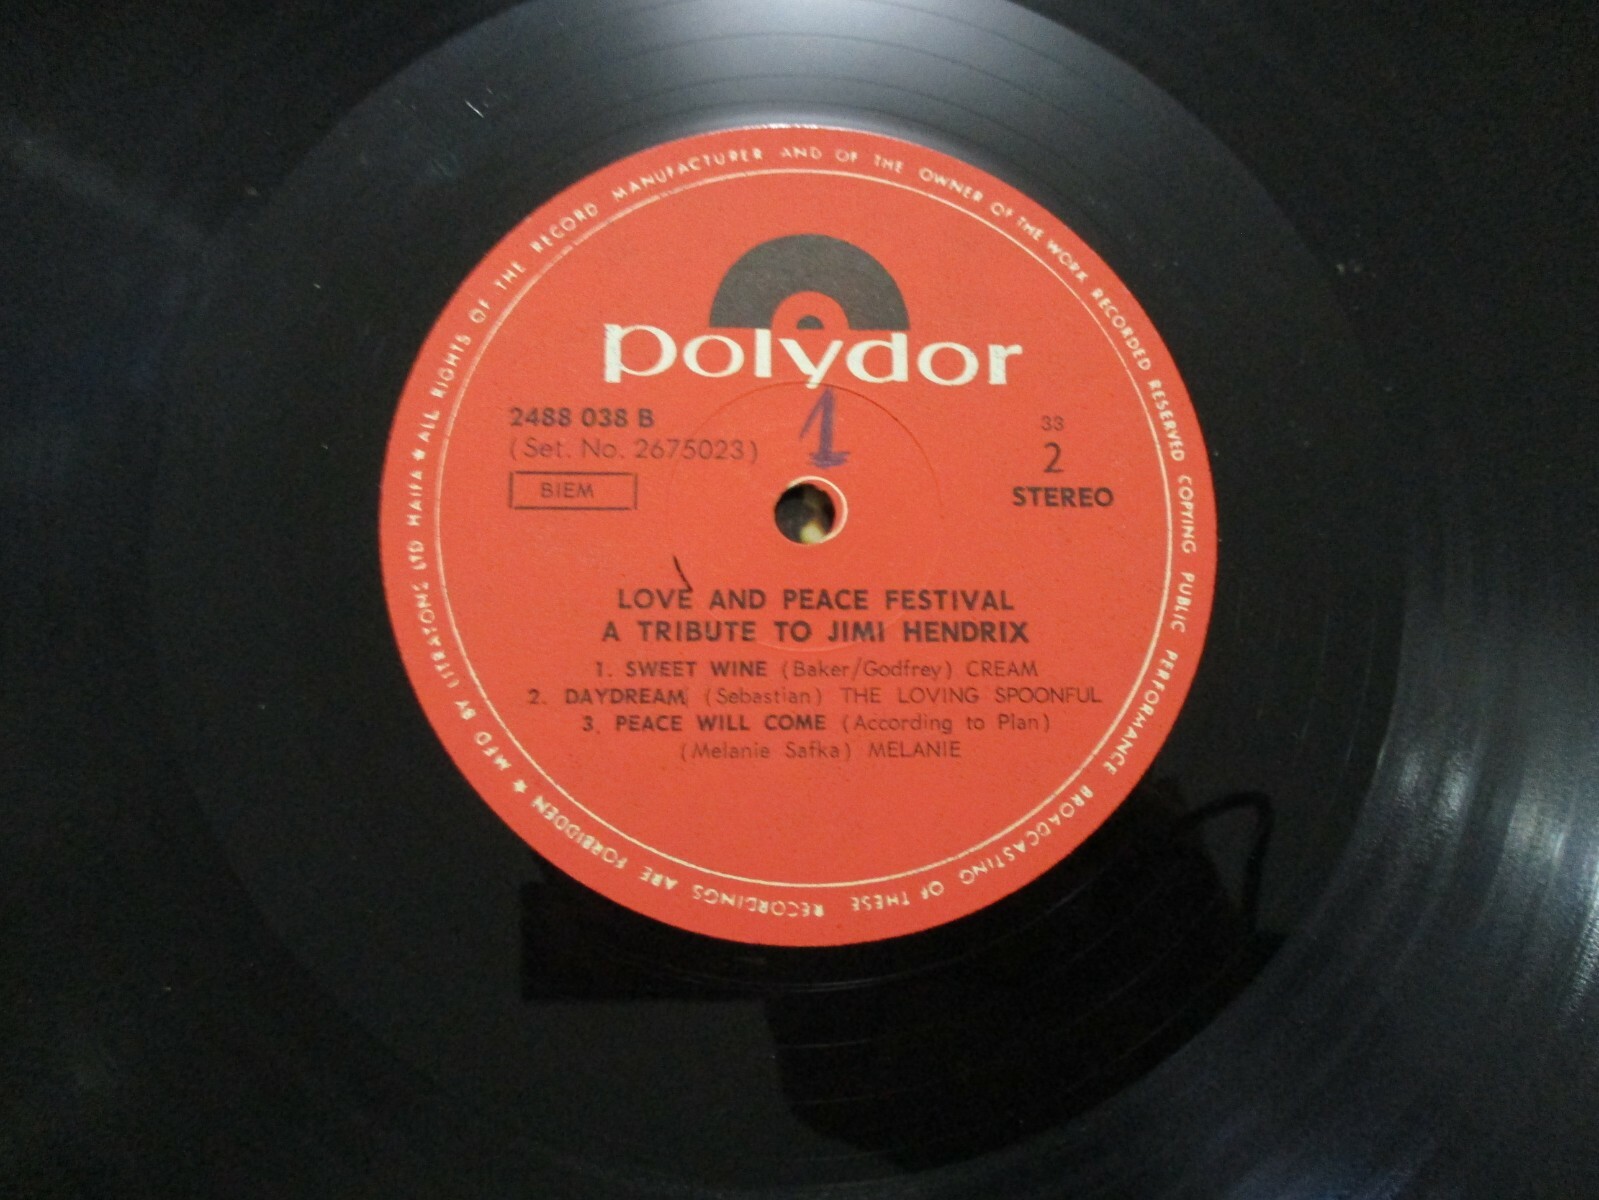 ★ ALL RIGHTS OF THE RECORD MANUFACTURER AND OF THE OWNER OF THE WORK RECORDED RESERVED COPYING PUBLIC PERFORMANCE BROADCASTING OF THESE RECORDINGS ARE FORBIDDEN ★ MFD BY LITRATONE LTD HAIFA
polydor
1
2488 038 B
(Set. No. 2675023)
BIEM
33
2
STEREO
LOVE AND PEACE FESTIVAL
A TRIBUTE TO JIMI HENDRIX
1. SWEET WINE (Baker/Godfrey) CREAM
2. DAYDREAM (Sebastian) THE LOVING SPOONFUL
3. PEACE WILL COME (According to Plan)
(Melanie Safka) MELANIE